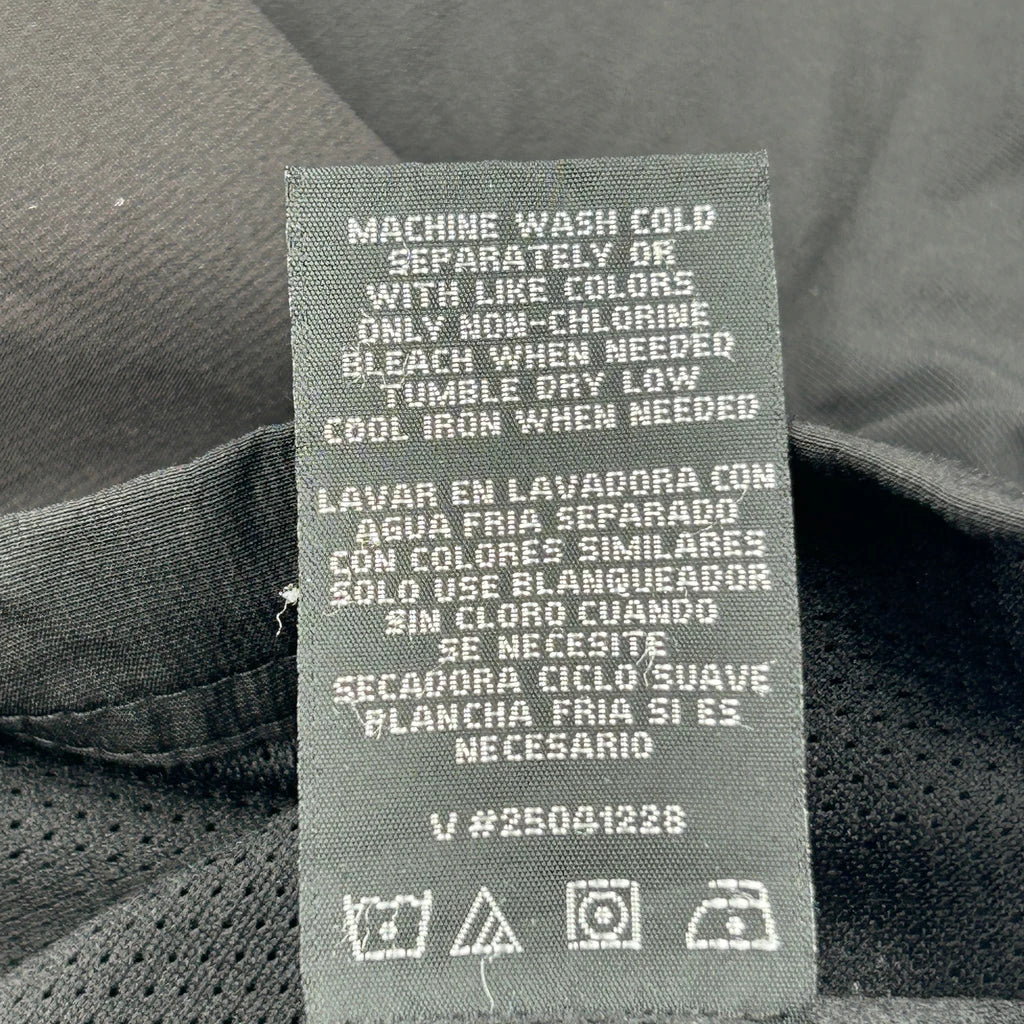 MACHINE WASH COLD
SEPARATELY OR
WITH LIKE COLORS
ONLY NON-CHLORINE
BLEACH WHEN NEEDED
TUMBLE DRY LOW
COOL IRON WHEN NEEDED
LAVAR EN LAVADORA CON
AGUA FRIA SEPARADO
CON COLORES SIMILARES
SOLO USE BLANQUEADOR
SIN CLORO CUANDO
SE NECESITE
SECADORA CICLO SUAVE
PLANCHA FRIA SI ES
NECESARIO
V #25041228